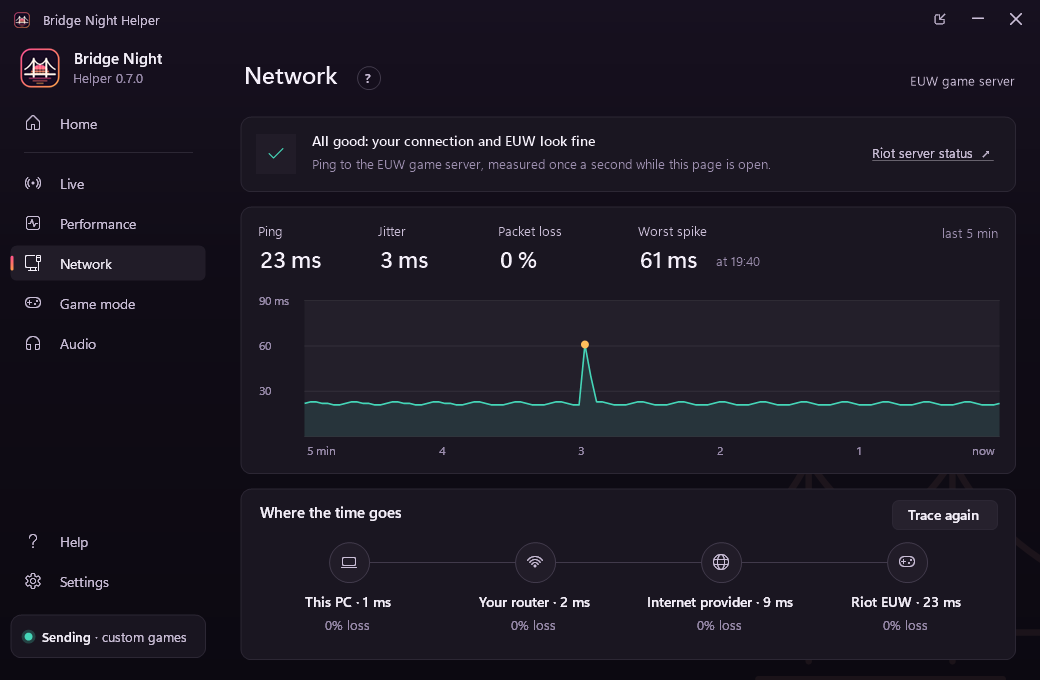 Bridge Night Helper
Bridge Night
Helper 0.7.0
Home
Live
Performance
Network
Game mode
Audio
Help
Settings
Sending · custom games
Network ?
EUW game server
All good: your connection and EUW look fine
Ping to the EUW game server, measured once a second while this page is open.
Riot server status ↗
Ping Jitter Packet loss Worst spike last 5 min
23 ms 3 ms 0 % 61 ms at 19:40
90 ms
60
30
5 min 4 3 2 1 now
Where the time goes
Trace again
This PC · 1 ms Your router · 2 ms Internet provider · 9 ms Riot EUW · 23 ms
0% loss 0% loss 0% loss 0% loss